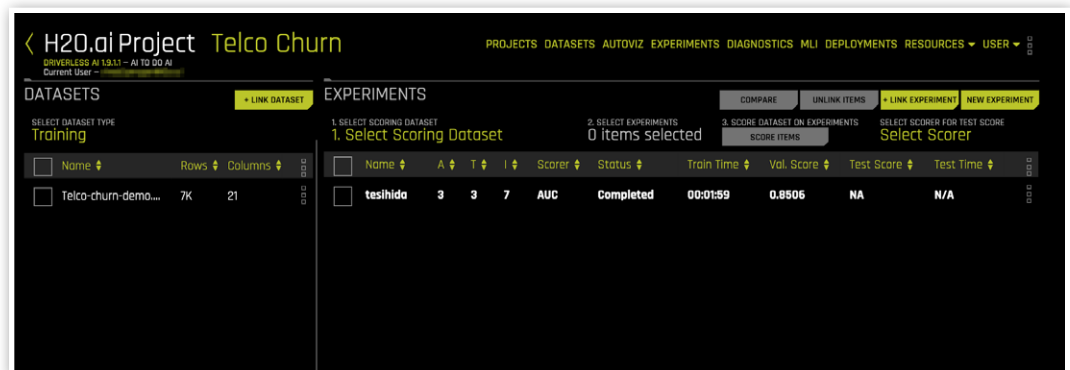 H2O.ai Project Telco Churn
DRIVERLESS AI 1.9.1.1 – AI TO DO AI
Current User –
PROJECTS DATASETS AUTOVIZ EXPERIMENTS DIAGNOSTICS MLI DEPLOYMENTS RESOURCES USER
DATASETS
+ LINK DATASET
SELECT DATASET TYPE
Training
Name Rows Columns
Telco-churn-demo.... 7K 21
EXPERIMENTS
COMPARE UNLINK ITEMS + LINK EXPERIMENT NEW EXPERIMENT
1. SELECT SCORING DATASET 2. SELECT EXPERIMENTS 3. SCORE DATASET ON EXPERIMENTS SELECT SCORER FOR TEST SCORE
1. Select Scoring Dataset 0 items selected SCORE ITEMS Select Scorer
Name A T I Scorer Status Train Time Val. Score Test Score Test Time
tesihida 3 3 7 AUC Completed 00:01:59 0.8506 NA N/A